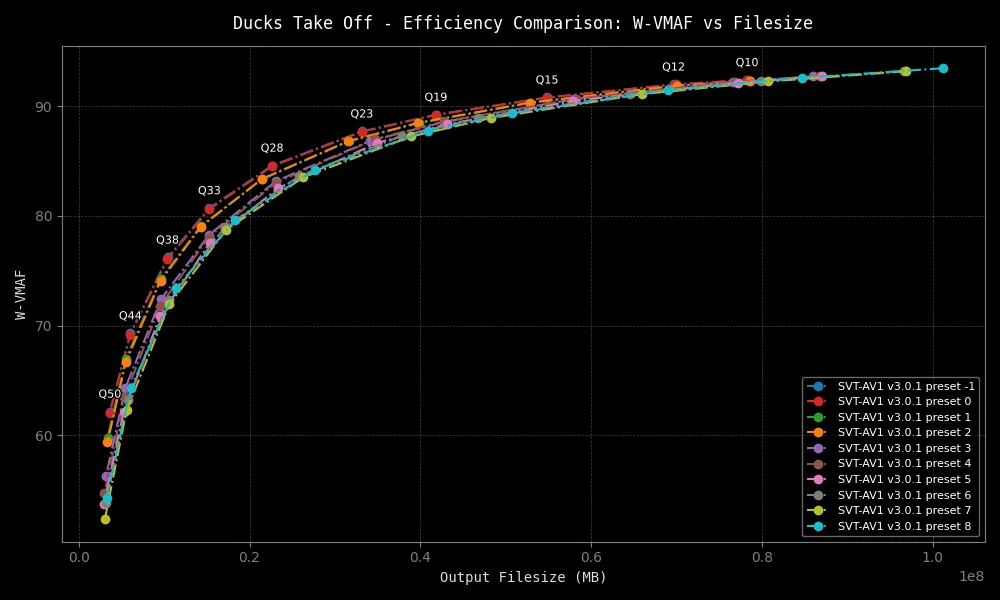 Ducks Take Off - Efficiency Comparison: W-VMAF vs Filesize
Q10
Q12
Q15
Q19
Q23
Q28
Q33
Q38
Q44
Q50
90
80
70
60
W-VMAF
SVT-AV1 v3.0.1 preset -1
SVT-AV1 v3.0.1 preset 0
SVT-AV1 v3.0.1 preset 1
SVT-AV1 v3.0.1 preset 2
SVT-AV1 v3.0.1 preset 3
SVT-AV1 v3.0.1 preset 4
SVT-AV1 v3.0.1 preset 5
SVT-AV1 v3.0.1 preset 6
SVT-AV1 v3.0.1 preset 7
SVT-AV1 v3.0.1 preset 8
0.0 0.2 0.4 0.6 0.8 1.0
1e8
Output Filesize (MB)